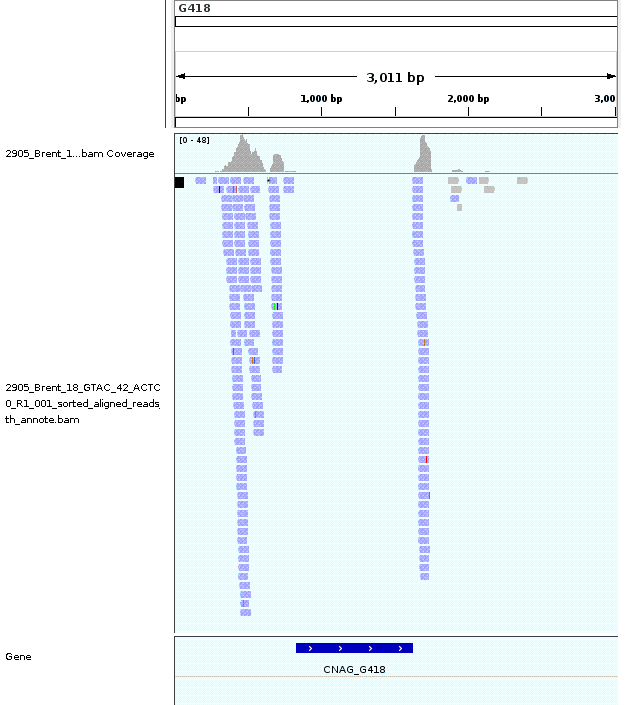 G418
3,011 bp
bp 1,000 bp 2,000 bp 3,00
[0 - 48]
2905_Brent_1...bam Coverage
2905_Brent_18_GTAC_42_ACTC
0_R1_001_sorted_aligned_reads_
th_annote.bam
Gene
CNAG_G418